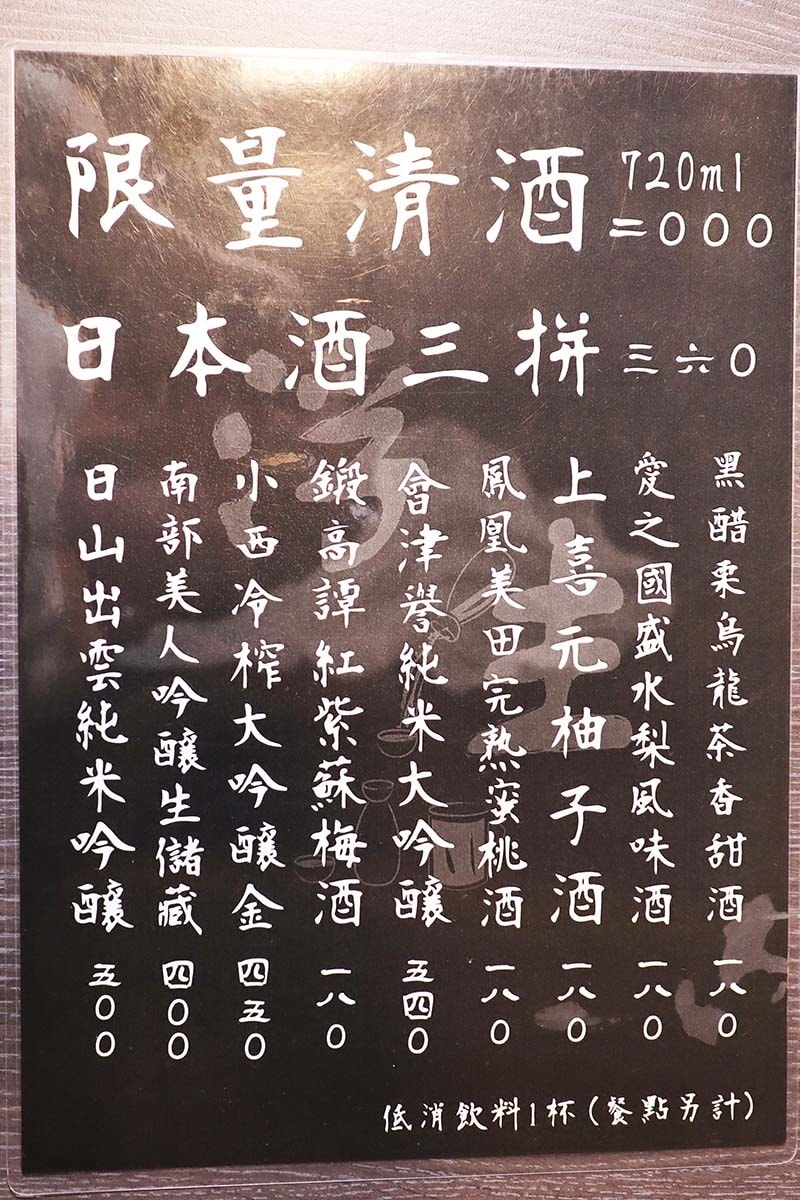 限量清酒 720ml 二〇〇〇
日本酒三拼 三六〇
黑醋栗烏龍茶香甜酒 一八〇
愛之國盛水梨風味酒 一八〇
上喜元柚子酒 一八〇
鳳凰美田完熟蜜桃酒 一八〇
會津譽純米大吟釀 五四〇
鍛高譚紅紫蘇梅酒 一八〇
小西冷榨大吟釀金 四五〇
南部美人吟釀生儲藏 四〇〇
日山出雲純米吟釀 五〇〇
低消飲料1杯(餐點另計)